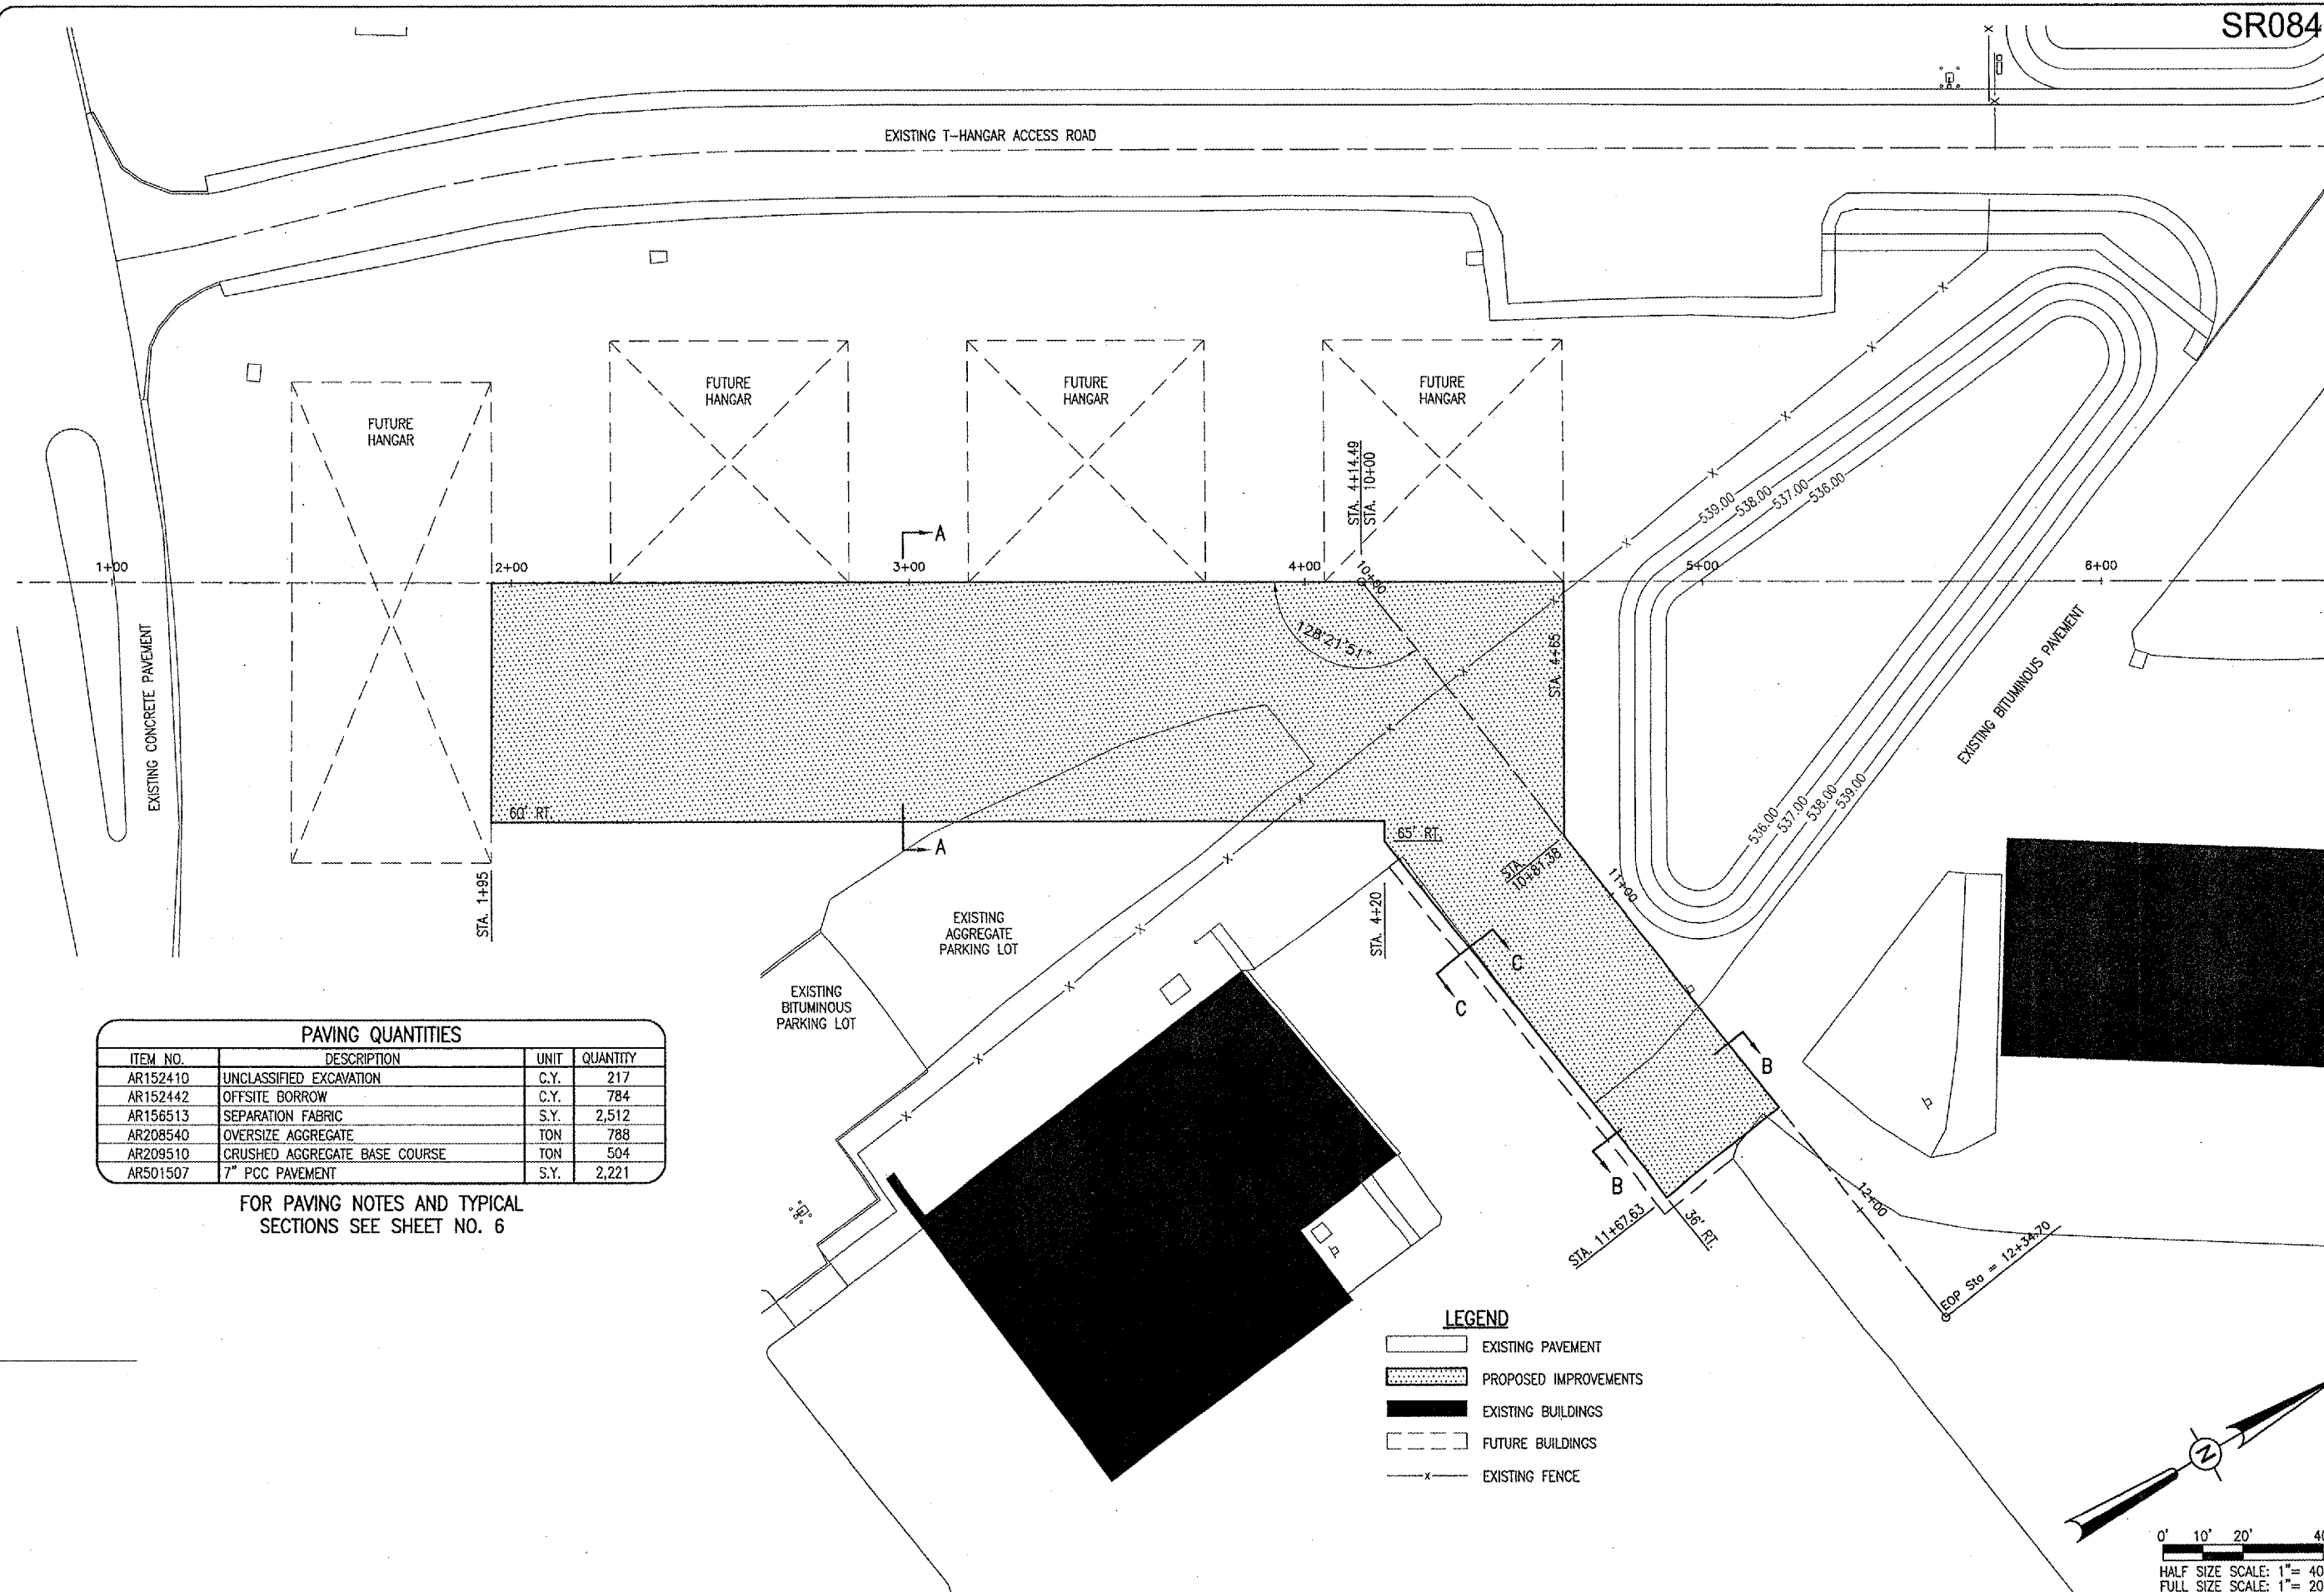 SR084
EXISTING T-HANGAR ACCESS ROAD
FUTURE
HANGAR
FUTURE
HANGAR
FUTURE
HANGAR
FUTURE
HANGAR
STA. 4+14.49
STA. 10+00
539.00
538.00
537.00
536.00
A
1+00
2+00
3+00
4+00
10+00
5+00
6+00
128°21'51"
STA. 4+65
EXISTING CONCRETE PAVEMENT
EXISTING BITUMINOUS PAVEMENT
60' RT.
A
65' RT.
STA.
10+81.38
11+00
536.00
537.00
538.00
539.00
STA. 1+95
STA. 4+20
EXISTING
AGGREGATE
PARKING LOT
EXISTING
BITUMINOUS
PARKING LOT
C
C
B
B
STA. 11+67.63
36' RT.
12+00
EOP Sta = 12+34.70
PAVING QUANTITIES
ITEM NO. DESCRIPTION UNIT QUANTITY
AR152410 UNCLASSIFIED EXCAVATION C.Y. 217
AR152442 OFFSITE BORROW C.Y. 784
AR156513 SEPARATION FABRIC S.Y. 2,512
AR208540 OVERSIZE AGGREGATE TON 788
AR209510 CRUSHED AGGREGATE BASE COURSE TON 504
AR501507 7" PCC PAVEMENT S.Y. 2,221
FOR PAVING NOTES AND TYPICAL
SECTIONS SEE SHEET NO. 6
LEGEND
EXISTING PAVEMENT
PROPOSED IMPROVEMENTS
EXISTING BUILDINGS
FUTURE BUILDINGS
EXISTING FENCE
N
0' 10' 20'
HALF SIZE SCALE: 1"= 40
FULL SIZE SCALE: 1"= 20